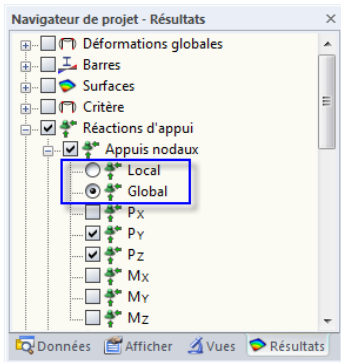 Navigateur de projet - Résultats
Déformations globales
Barres
Surfaces
Critère
Réactions d'appui
Appuis nodaux
Local
Global
PX
PY
PZ
MX
MY
MZ
Données Afficher Vues Résultats